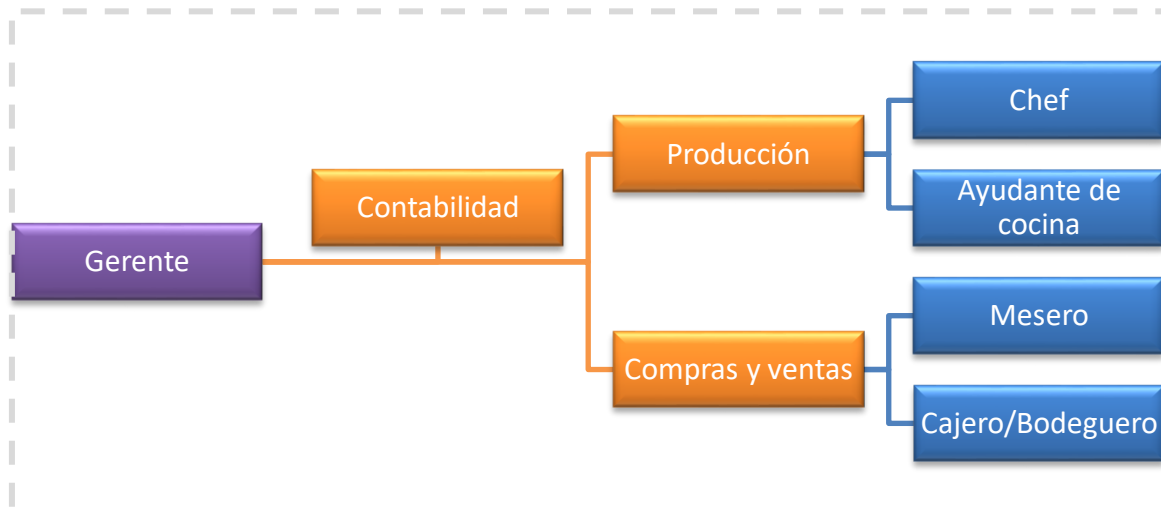 Gerente
Contabilidad
Producción
Compras y ventas
Chef
Ayudante de
cocina
Mesero
Cajero/Bodeguero